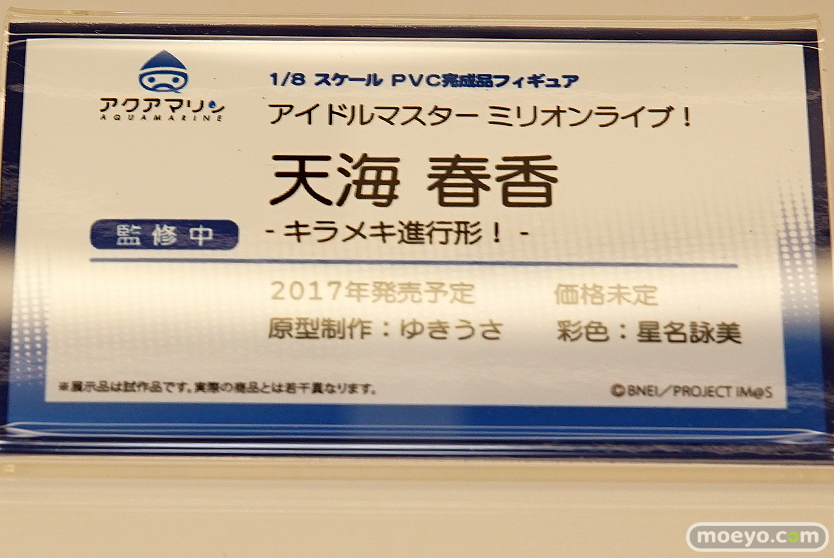 アクアマリン
AQUAMARINE
1/8 スケール PVC完成品フィギュア
アイドルマスター ミリオンライブ！
天海 春香
監修中
- キラメキ進行形！ -
2017年発売予定 価格未定
原型制作：ゆきうさ 彩色：星名詠美
※展示品は試作品です。実際の商品とは若干異なります。
©BNEI／PROJECT iM@S
moeyo.com